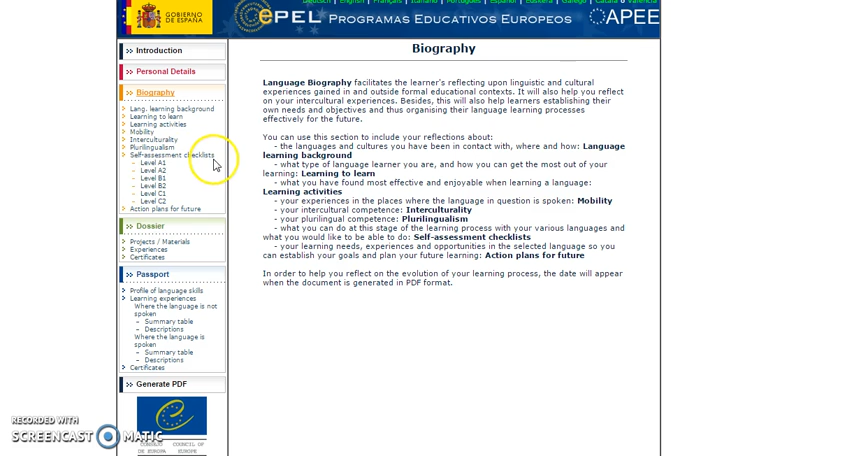 Deutsch | English | Français | Italiano | Português | Español | Euskera | Galego | Català o Valencià
GOBIERNO
DE ESPAÑA
ePEL PROGRAMAS EDUCATIVOS EUROPEOS
OAPEE
Introduction
Personal Details
Biography
Lang. learning background
Learning to learn
Learning activities
Mobility
Interculturality
Plurilingualism
Self-assessment checklists
Level A1
Level A2
Level B1
Level B2
Level C1
Level C2
Action plans for future
Dossier
Projects / Materials
Experiences
Certificates
Passport
Profile of language skills
Learning experiences
Where the language is not
spoken
Summary table
Descriptions
Where the language is
spoken
Summary table
Descriptions
Certificates
Generate PDF
CONSEJO DE EUROPA
COUNCIL OF EUROPE
Biography
Language Biography facilitates the learner's reflecting upon linguistic and cultural
experiences gained in and outside formal educational contexts. It will also help you reflect
on your intercultural experiences. Besides, this will also help learners establishing their
own needs and objectives and thus organising their language learning processes
effectively for the future.
You can use this section to include your reflections about:
- the languages and cultures you have been in contact with, where and how: Language
learning background
- what type of language learner you are, and how you can get the most out of your
learning: Learning to learn
- what you have found most effective and enjoyable when learning a language:
Learning activities
- your experiences in the places where the language in question is spoken: Mobility
- your intercultural competence: Interculturality
- your plurilingual competence: Plurilingualism
- what you can do at this stage of the learning process with your various languages and
what you would like to be able to do: Self-assessment checklists
- your learning needs, experiences and opportunities in the selected language so you
can establish your goals and plan your future learning: Action plans for future
In order to help you reflect on the evolution of your learning process, the date will appear
when the document is generated in PDF format.
RECORDED WITH
SCREENCAST MATIC